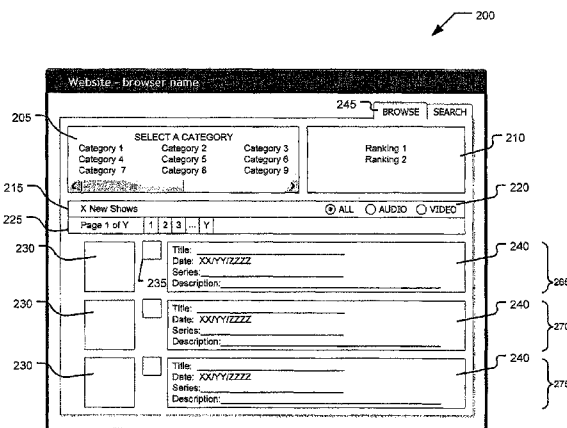 200
Website - browser name
245 BROWSE SEARCH
205
SELECT A CATEGORY
Category 1 Category 2 Category 3
Category 4 Category 5 Category 6
Category 7 Category 8 Category 9
Ranking 1
Ranking 2
210
215
X New Shows ALL AUDIO VIDEO
220
225
Page 1 of Y 1 2 3 ... Y
230
235
Title:
Date: XX/YY/ZZZZ
Series:
Description:
240
265
230
Title:
Date: XX/YY/ZZZZ
Series:
Description:
240
270
230
Title:
Date: XX/YY/ZZZZ
Series:
Description:
240
275